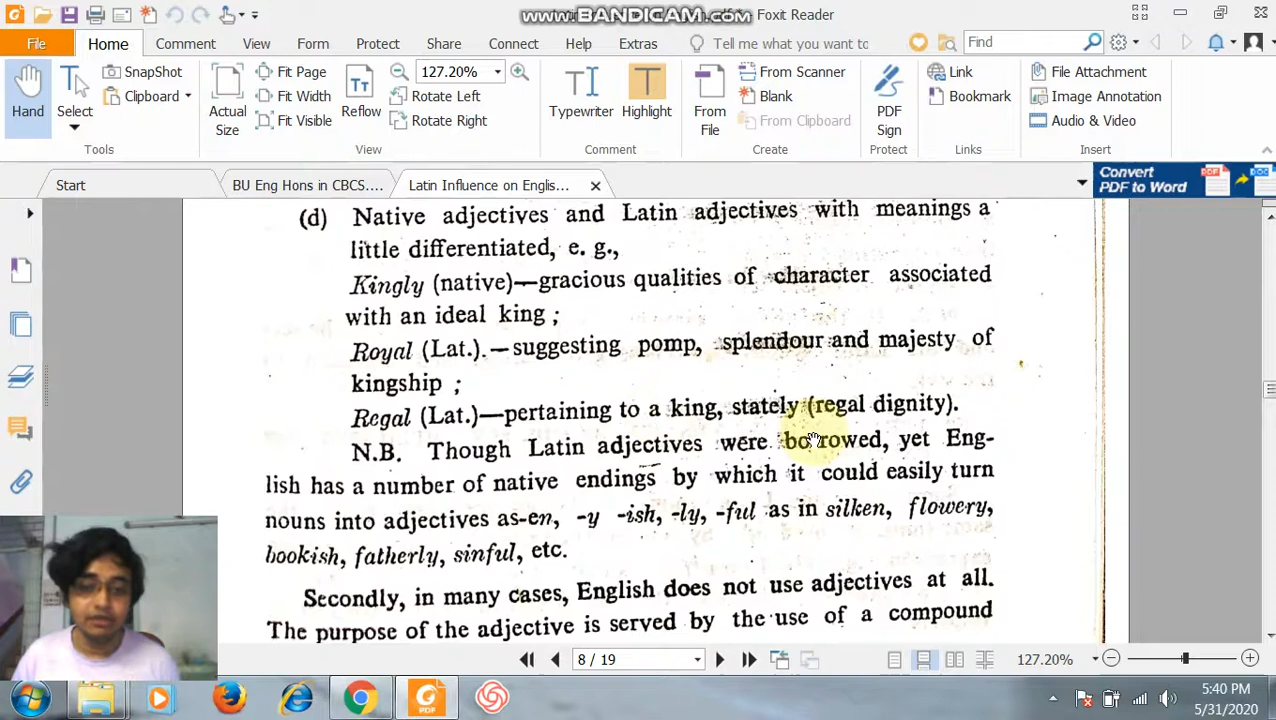 www.BANDICAM.com
Foxit Reader
File
Home
Comment
View
Form
Protect
Share
Connect
Help
Extras
Tell me what you want to
Find
Hand
Select
SnapShot
Clipboard
Actual Size
Fit Page
Fit Width
Fit Visible
Reflow
127.20%
Rotate Left
Rotate Right
Typewriter
Highlight
From File
From Scanner
Blank
From Clipboard
PDF Sign
Link
Bookmark
File Attachment
Image Annotation
Audio & Video
Tools
View
Comment
Create
Protect
Links
Insert
Start
BU Eng Hons in CBCS....
Latin Influence on Englis...
Convert
PDF to Word
(d) Native adjectives and Latin adjectives with meanings a
little differentiated, e. g.,
Kingly (native)—gracious qualities of character associated
with an ideal king ;
Royal (Lat.).—suggesting pomp, splendour and majesty of
kingship ;
Regal (Lat.)—pertaining to a king, stately (regal dignity).
N.B. Though Latin adjectives were borrowed, yet Eng-
lish has a number of native endings by which it could easily turn
nouns into adjectives as-en, -y -ish, -ly, -ful as in silken, flowery,
bookish, fatherly, sinful, etc.
Secondly, in many cases, English does not use adjectives at all.
The purpose of the adjective is served by the use of a compound
8 / 19
127.20%
5:40 PM
5/31/2020